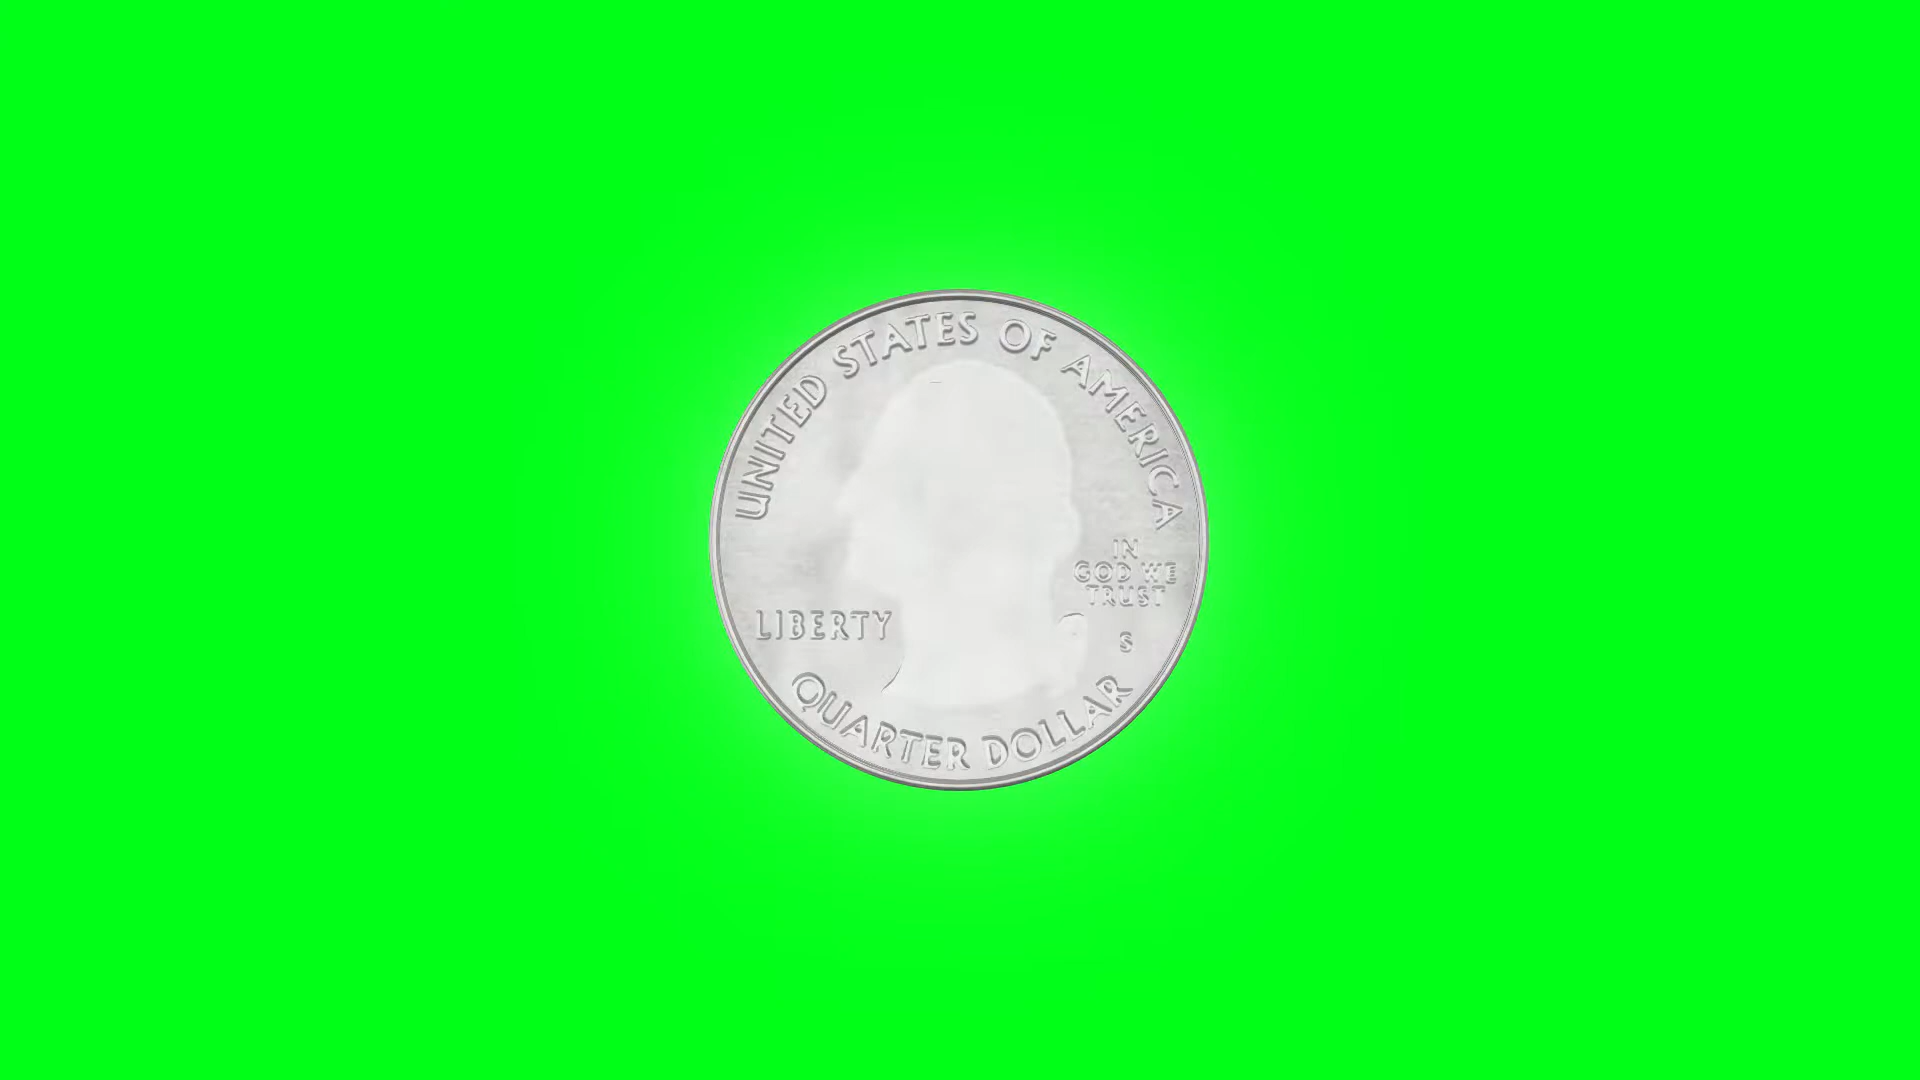 UNITED STATES OF AMERICA
IN
GOD WE
TRUST
LIBERTY
S
QUARTER DOLLAR